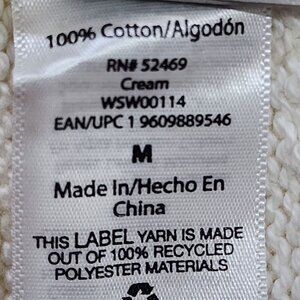 100% Cotton/Algodón
RN# 52469
Cream
WSW00114
EAN/UPC 1 9609889546
M
Made In/Hecho En
China
THIS LABEL YARN IS MADE
OUT OF 100% RECYCLED
POLYESTER MATERIALS